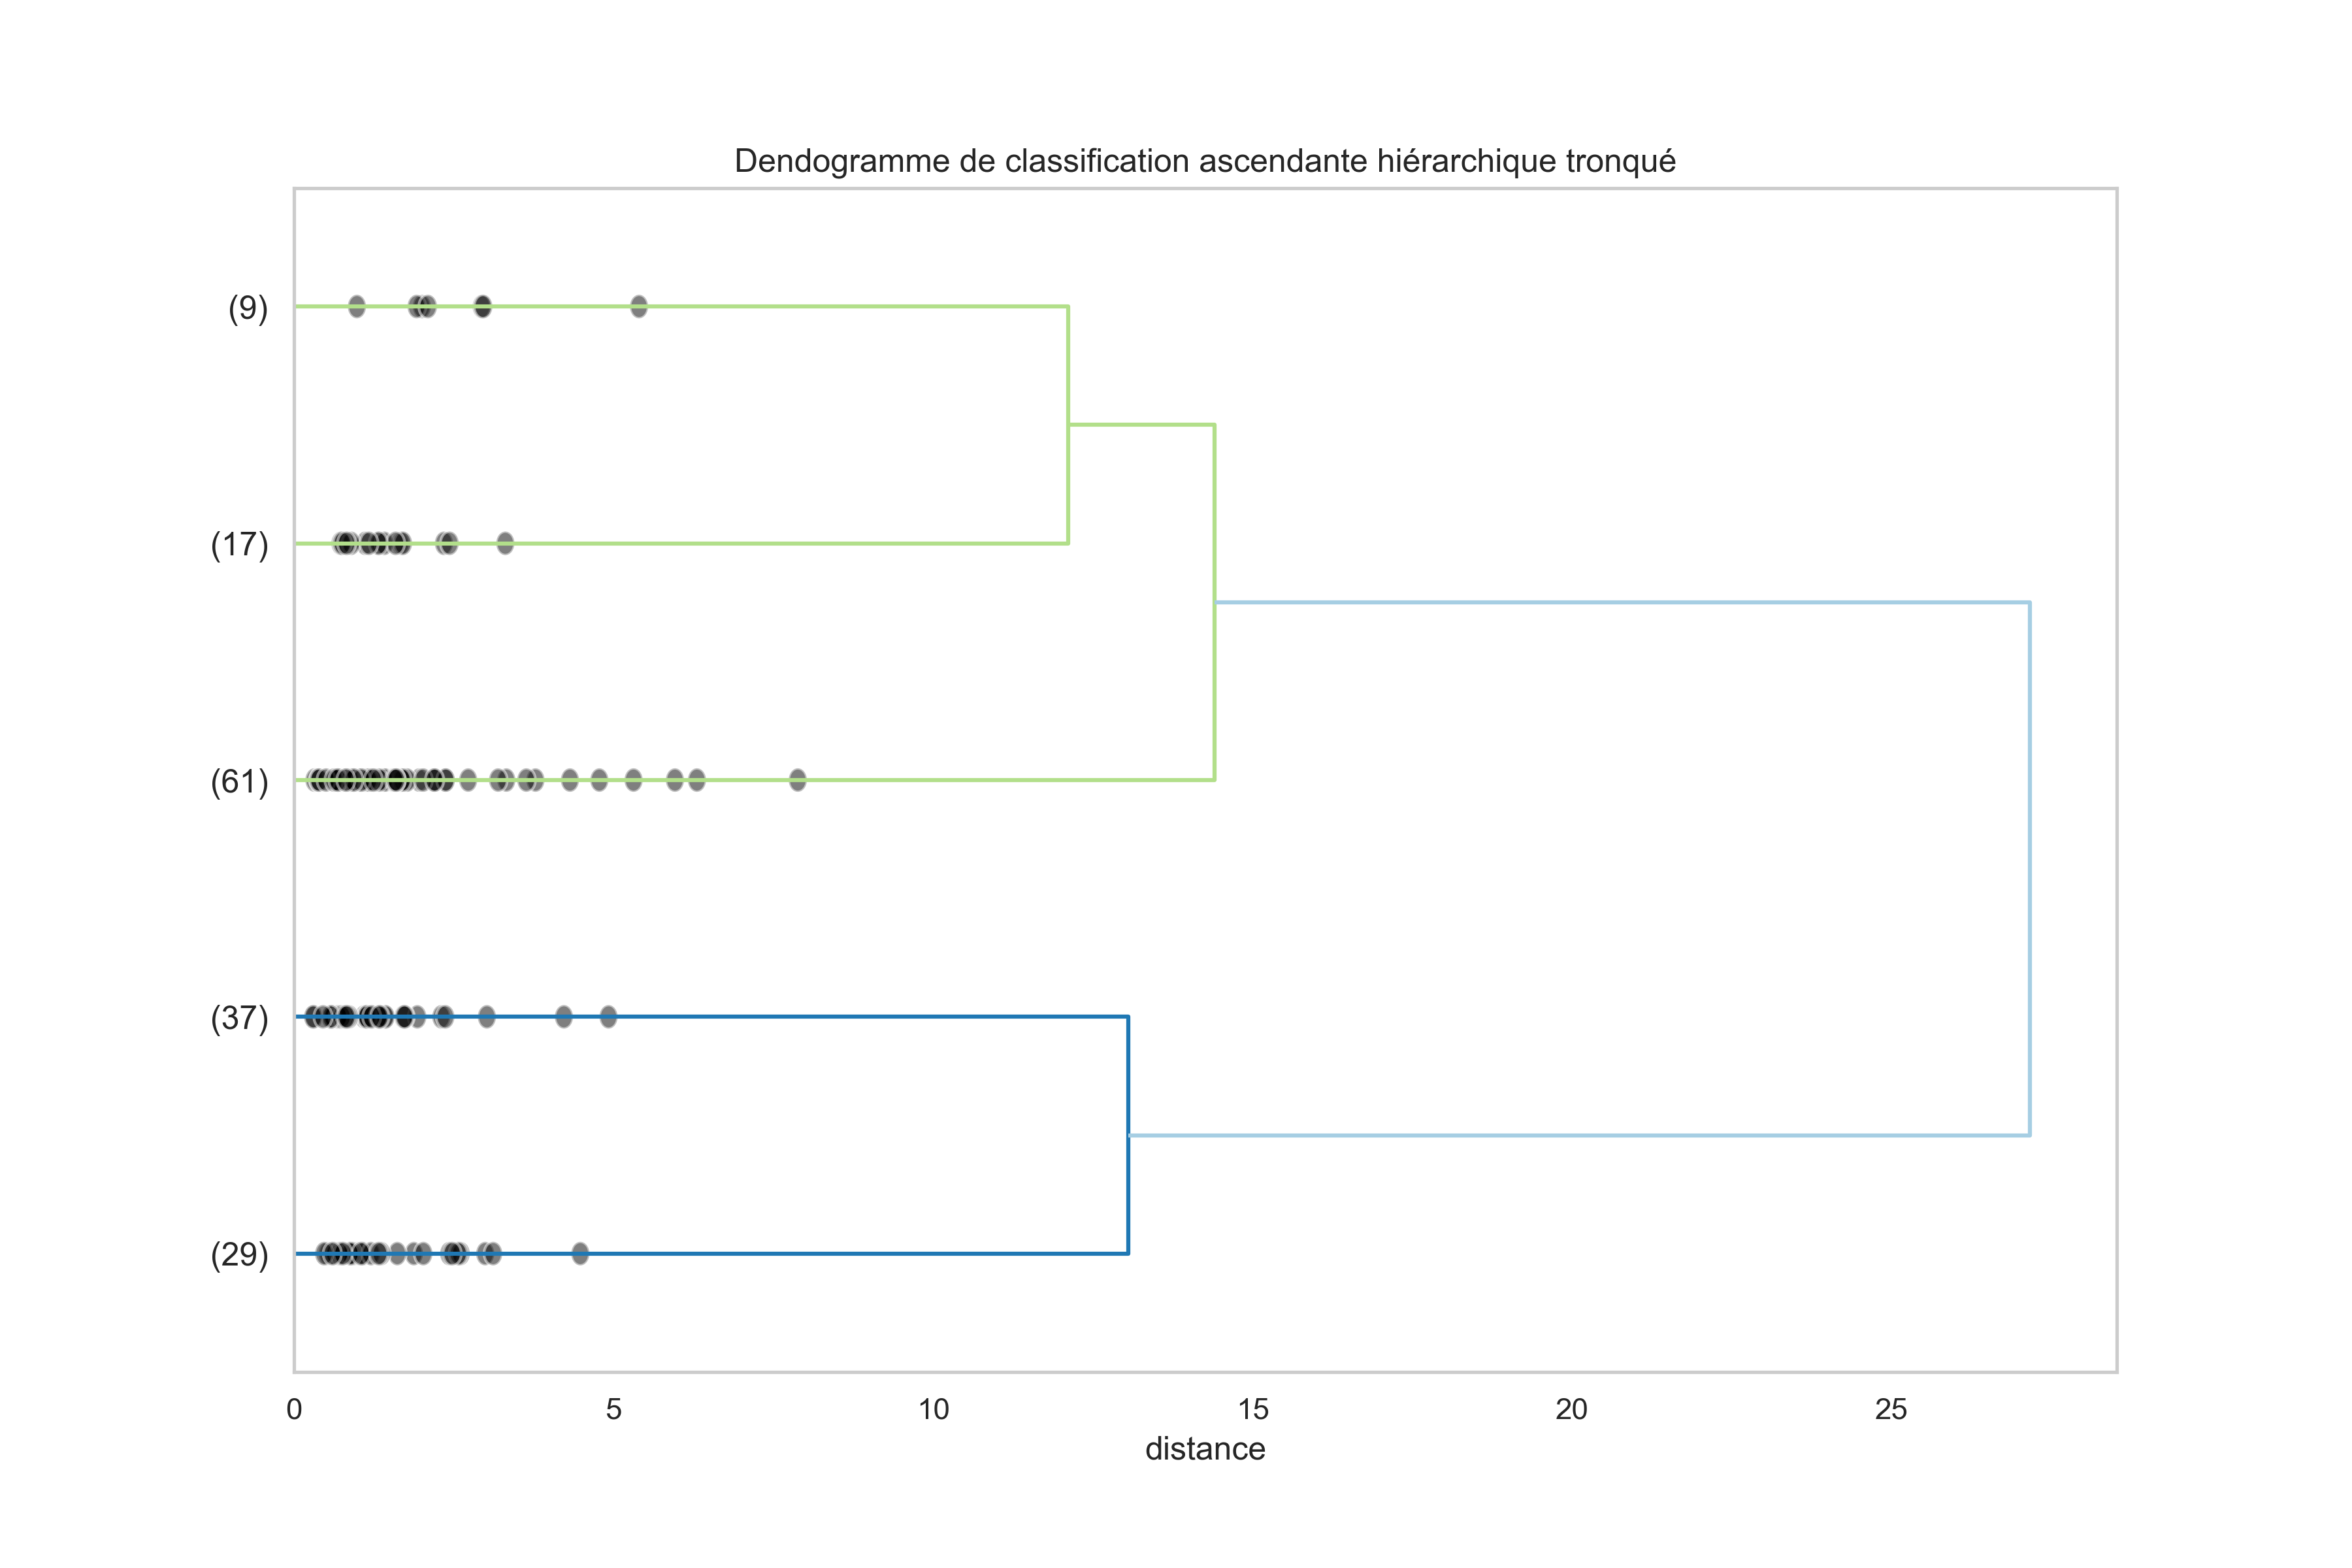 Dendogramme de classification ascendante hiérarchique tronqué
(9)
(17)
(61)
(37)
(29)
0 5 10 15 20 25
distance